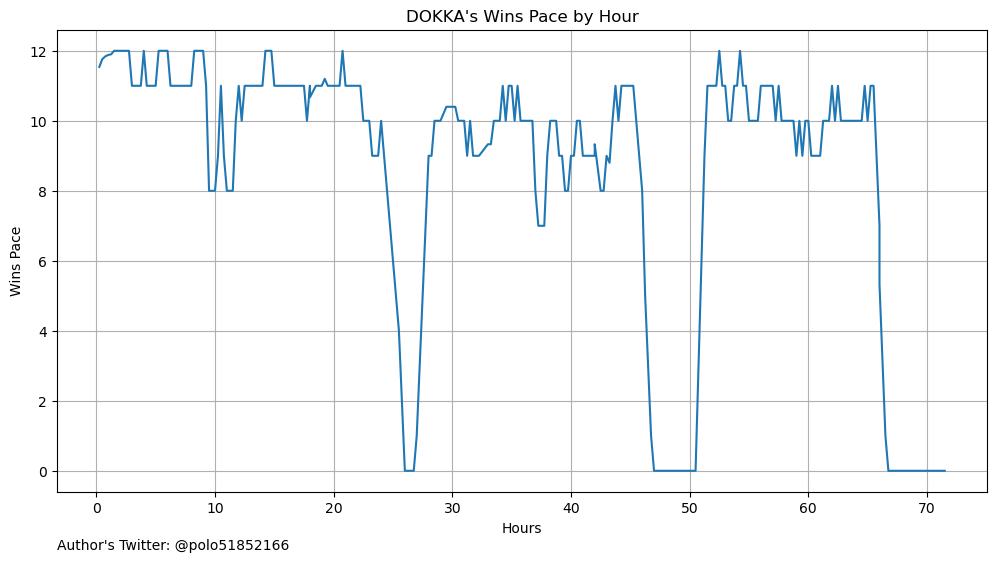 DOKKA's Wins Pace by Hour
Wins Pace
12
10
8
6
4
2
0
0 10 20 30 40 50 60 70
Hours
Author's Twitter: @polo51852166